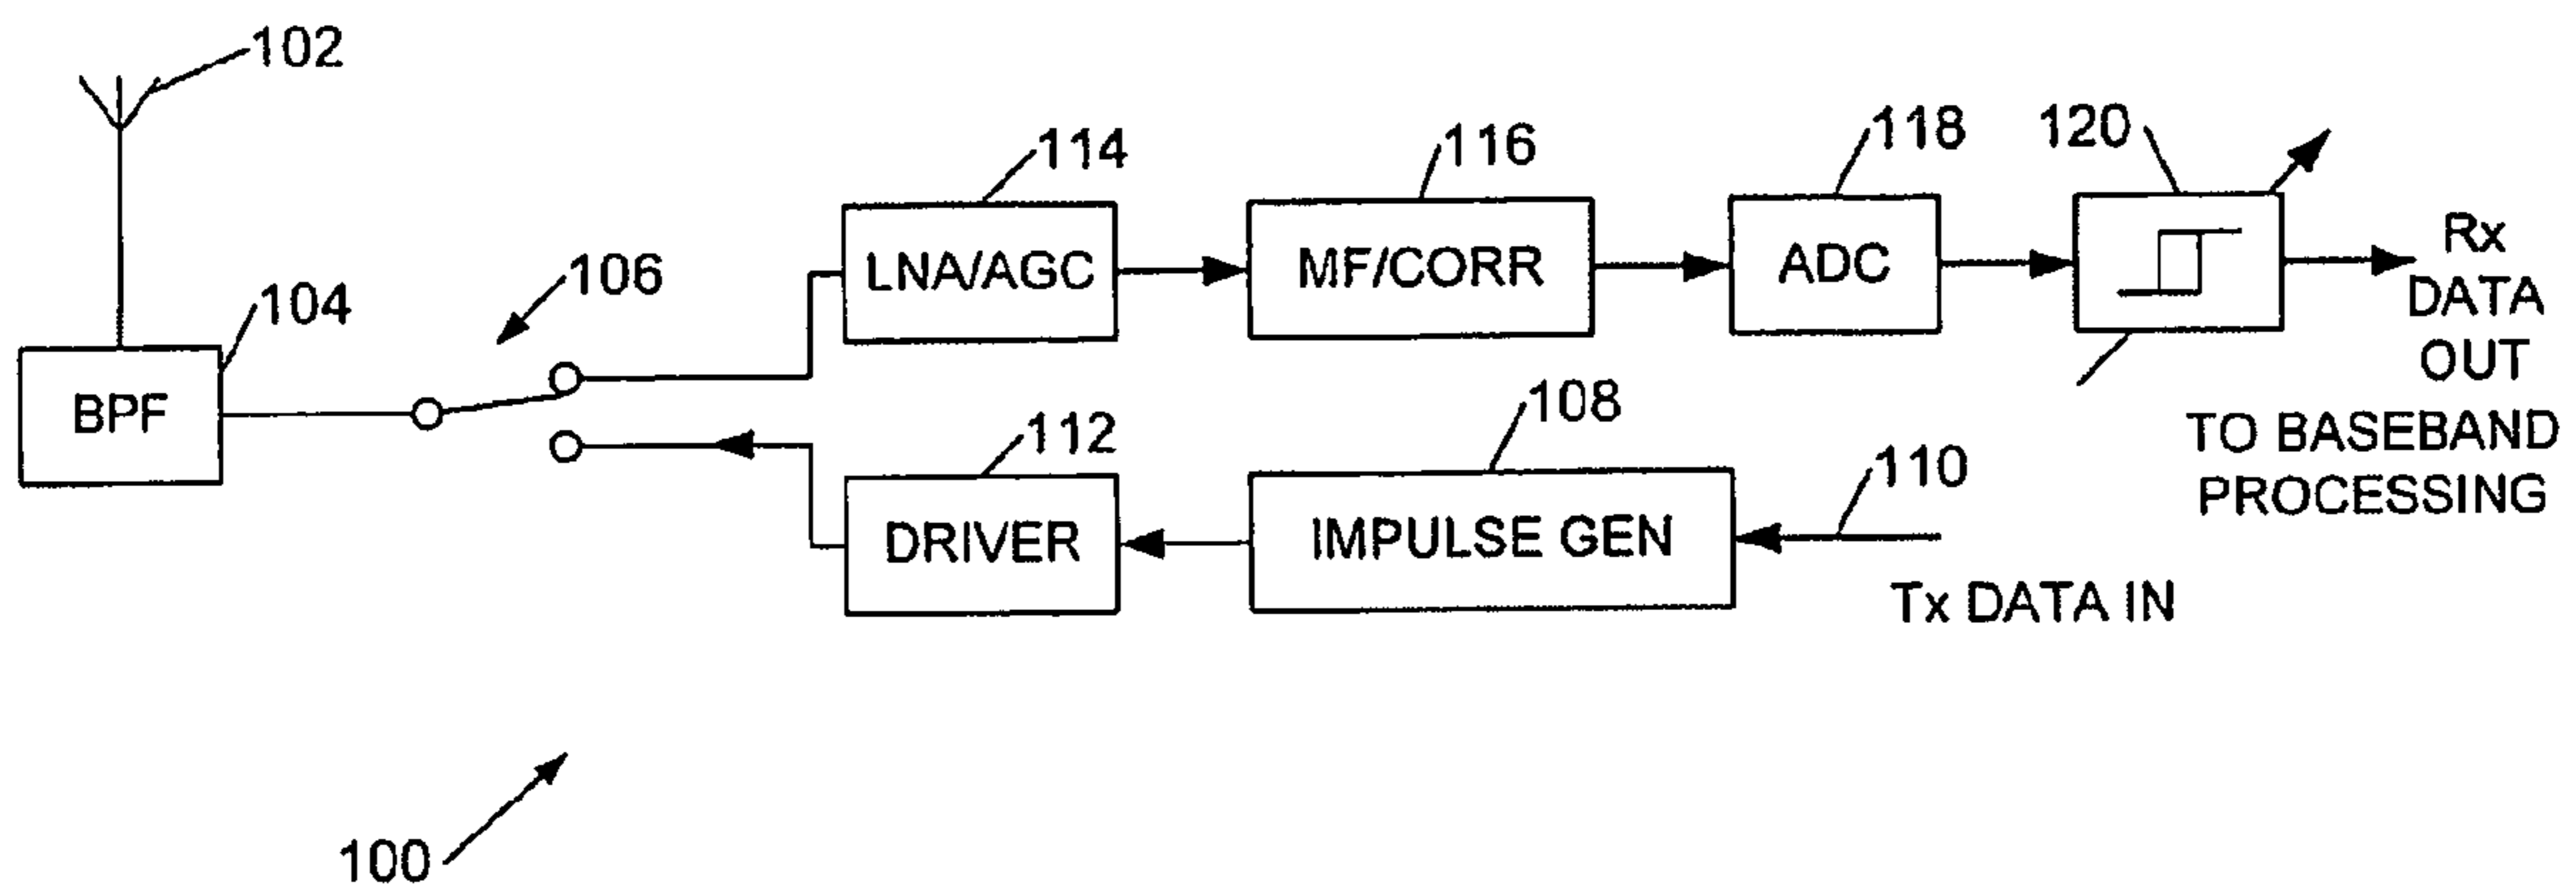 102
114
116
118
120
106
104
LNA/AGC
MF/CORR
ADC
Rx
DATA
OUT
TO BASEBAND
PROCESSING
BPF
112
108
110
DRIVER
IMPULSE GEN
Tx DATA IN
100